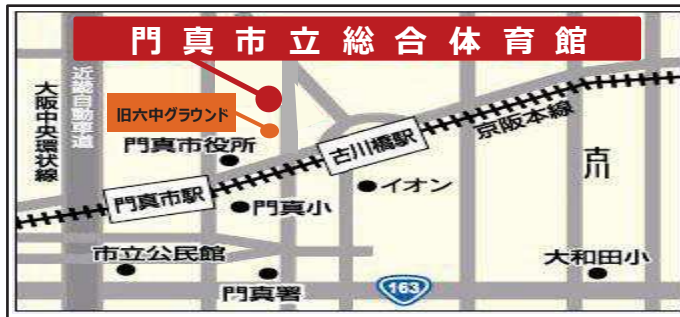 門真市立総合体育館
近畿自動車道
大阪中央環状線
旧六中グラウンド
門真市役所
古川橋駅
京阪本線
古川
イオン
門真市駅
門真小
市立公民館
大和田小
門真署
163